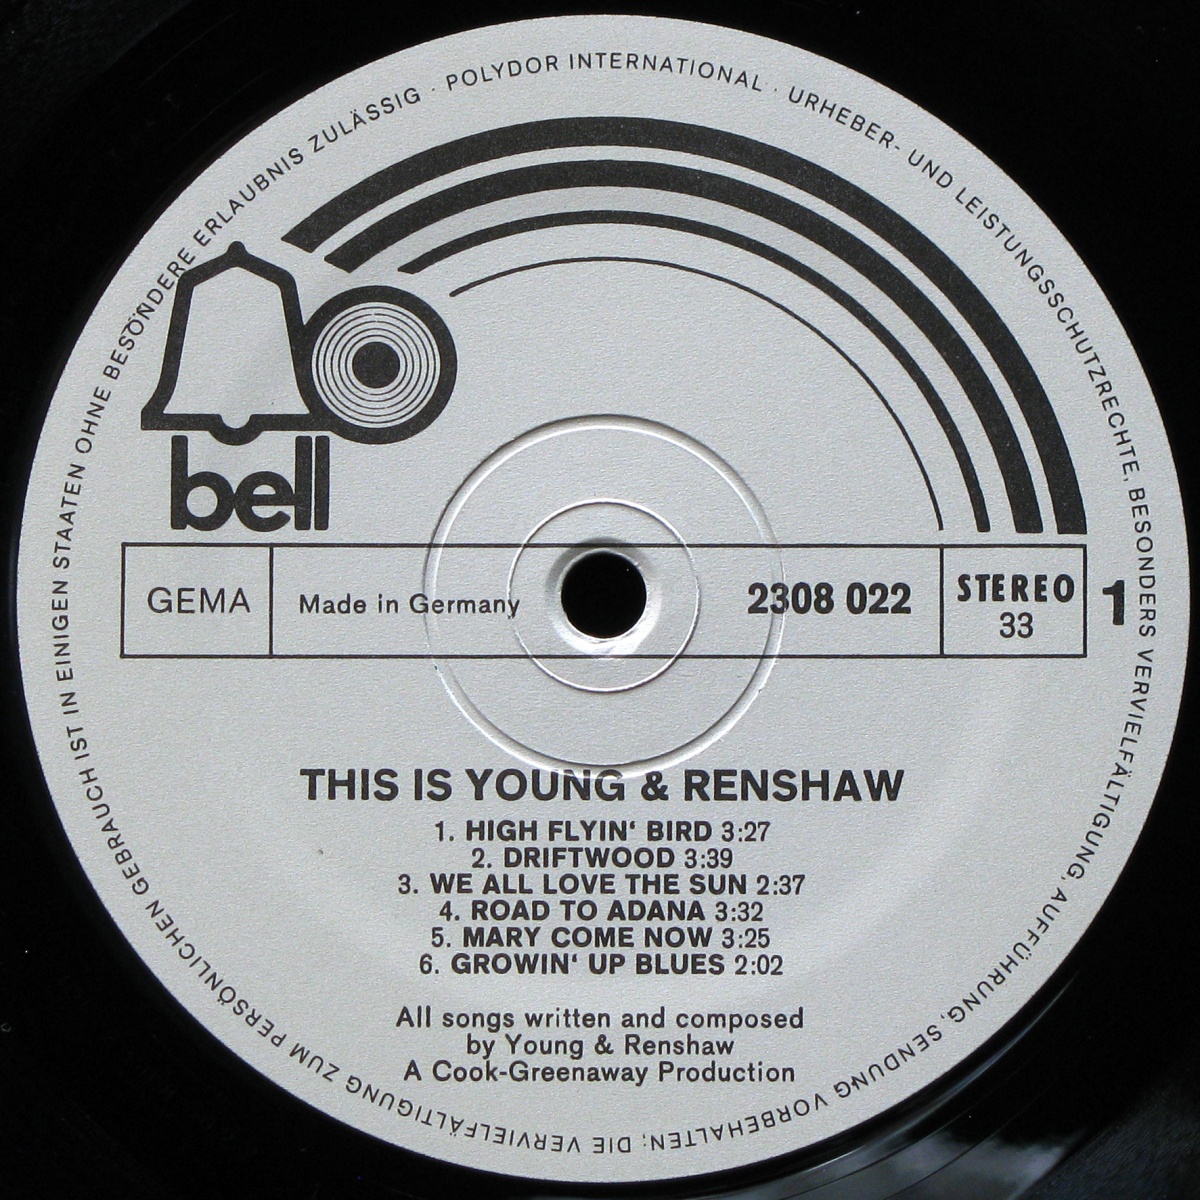 POLYDOR INTERNATIONAL · URHEBER- UND LEISTUNGSSCHUTZRECHTE, BESONDERS VERVIELFÄLTIGUNG, AUFFÜHRUNG, SENDUNG VORBEHALTEN; DIE VERVIELFÄLTIGUNG ZUM PERSÖNLICHEN GEBRAUCH IST IN EINIGEN STAATEN OHNE BESONDERE ERLAUBNIS ZULÄSSIG ·
bell
GEMA
Made in Germany
2308 022
STEREO
33
1
THIS IS YOUNG & RENSHAW
1. HIGH FLYIN' BIRD 3:27
2. DRIFTWOOD 3:39
3. WE ALL LOVE THE SUN 2:37
4. ROAD TO ADANA 3:32
5. MARY COME NOW 3:25
6. GROWIN' UP BLUES 2:02
All songs written and composed
by Young & Renshaw
A Cook-Greenaway Production